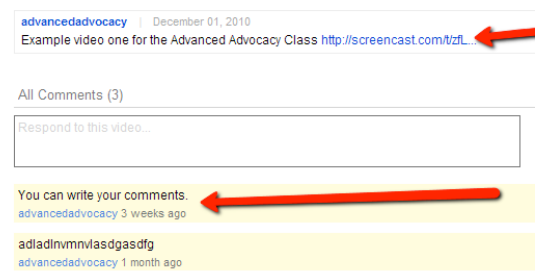 advancedadvocacy | December 01, 2010
Example video one for the Advanced Advocacy Class http://screencast.com/t/zfL...
All Comments (3)
Respond to this video...
You can write your comments.
advancedadvocacy 3 weeks ago
adladlnvmnvlasdgasdfg
advancedadvocacy 1 month ago